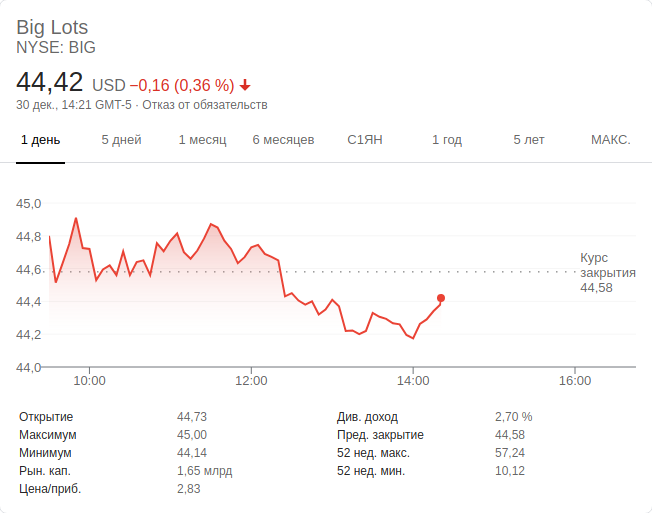 Big Lots
NYSE: BIG
44,42 USD −0,16 (0,36 %)
30 дек., 14:21 GMT-5 · Отказ от обязательств
1 день 5 дней 1 месяц 6 месяцев С1ЯН 1 год 5 лет МАКС.
45,0
44,8
44,6
44,4
44,2
44,0
Курс
закрытия
44,58
10:00 12:00 14:00 16:00
Открытие 44,73 Див. доход 2,70 %
Максимум 45,00 Пред. закрытие 44,58
Минимум 44,14 52 нед. макс. 57,24
Рын. кап. 1,65 млрд 52 нед. мин. 10,12
Цена/приб. 2,83